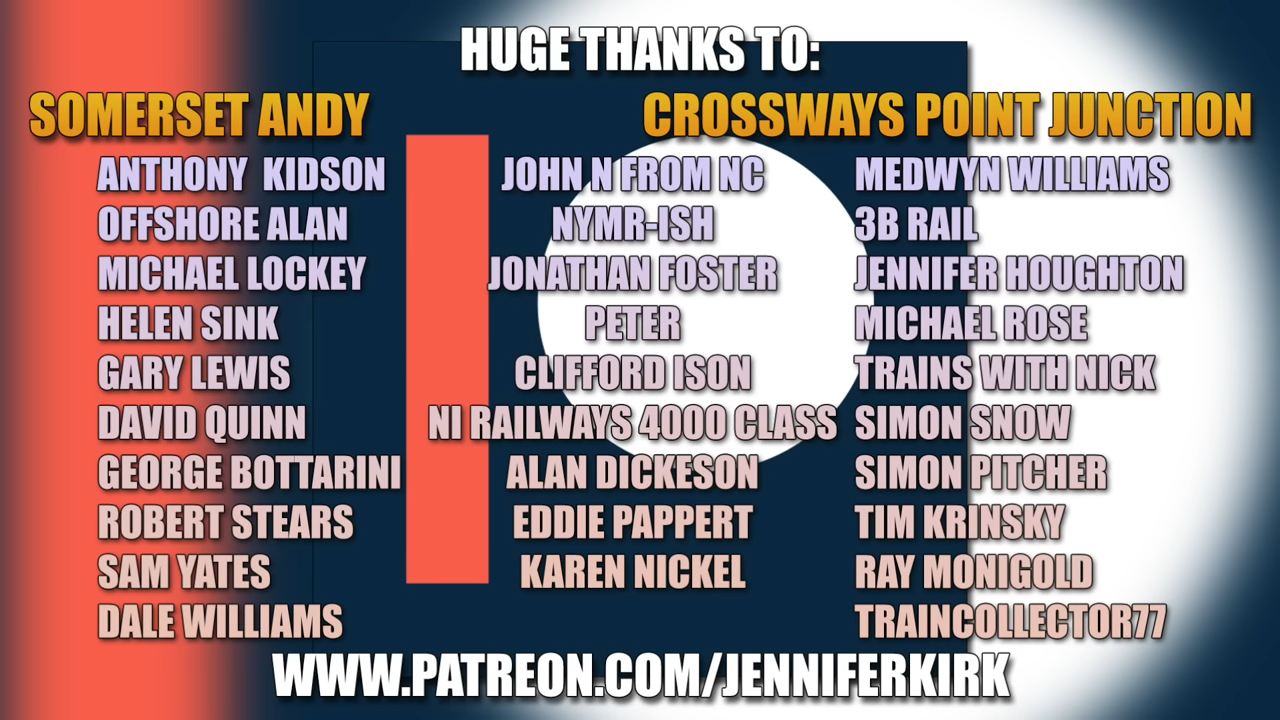 HUGE THANKS TO:
SOMERSET ANDY
CROSSWAYS POINT JUNCTION
ANTHONY KIDSON
OFFSHORE ALAN
MICHAEL LOCKEY
HELEN SINK
GARY LEWIS
DAVID QUINN
GEORGE BOTTARINI
ROBERT STEARS
SAM YATES
DALE WILLIAMS
JOHN N FROM NC
NYMR-ISH
JONATHAN FOSTER
PETER
CLIFFORD ISON
NI RAILWAYS 4000 CLASS
ALAN DICKESON
EDDIE PAPPERT
KAREN NICKEL
MEDWYN WILLIAMS
3B RAIL
JENNIFER HOUGHTON
MICHAEL ROSE
TRAINS WITH NICK
SIMON SNOW
SIMON PITCHER
TIM KRINSKY
RAY MONIGOLD
TRAINCOLLECTOR77
WWW.PATREON.COM/JENNIFERKIRK